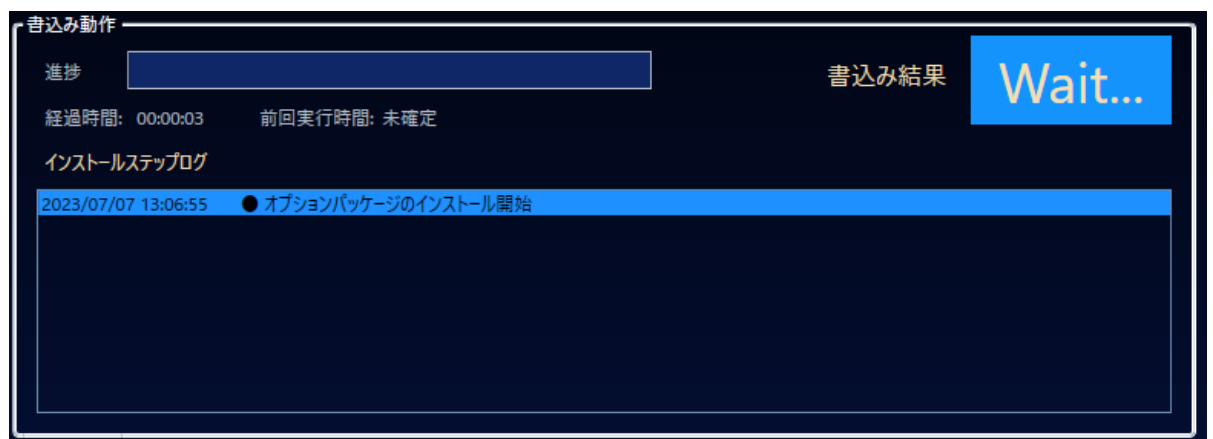 書込み動作
進捗
書込み結果 Wait...
経過時間: 00:00:03 前回実行時間: 未確定
インストールステップログ
2023/07/07 13:06:55 ● オプションパッケージのインストール開始